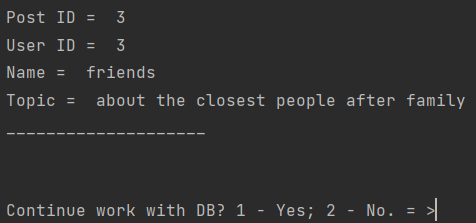 Post ID =  3
User ID =  3
Name =  friends
Topic =  about the closest people after family
____________________
Continue work with DB? 1 - Yes; 2 - No. = >